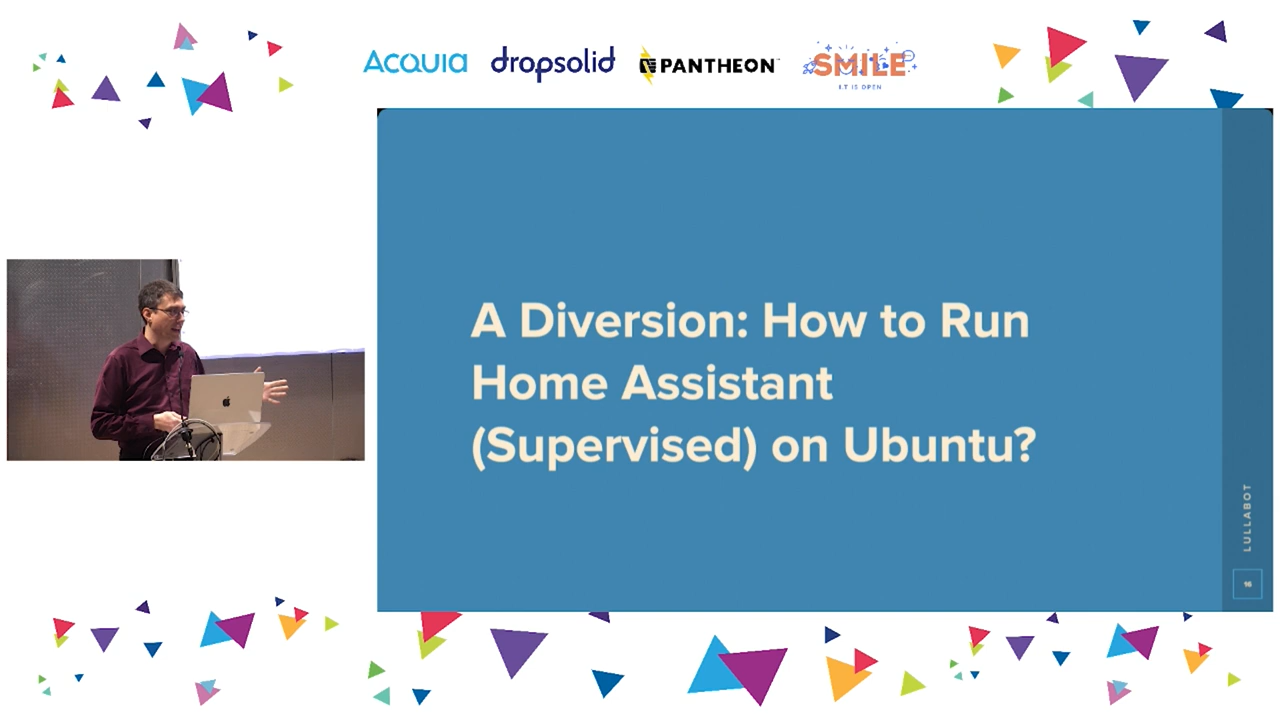 ACQUIA
dropsolid
PANTHEON
SMILE
I.T IS OPEN
A Diversion: How to Run
Home Assistant
(Supervised) on Ubuntu?
LULLABOT